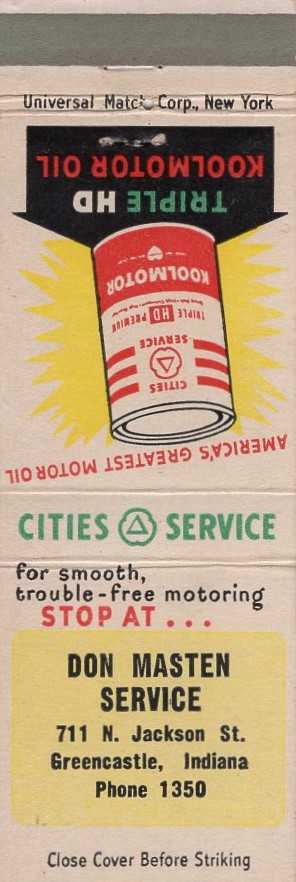 Universal Match Corp., New York
TRIPLE HD
KOOLMOTOR OIL
CITIES
SERVICE
TRIPLE HD PREMIUM
KOOLMOTOR
AMERICA'S GREATEST MOTOR OIL
CITIES SERVICE
for smooth,
trouble-free motoring
STOP AT...
DON MASTEN
SERVICE
711 N. Jackson St.
Greencastle, Indiana
Phone 1350
Close Cover Before Striking